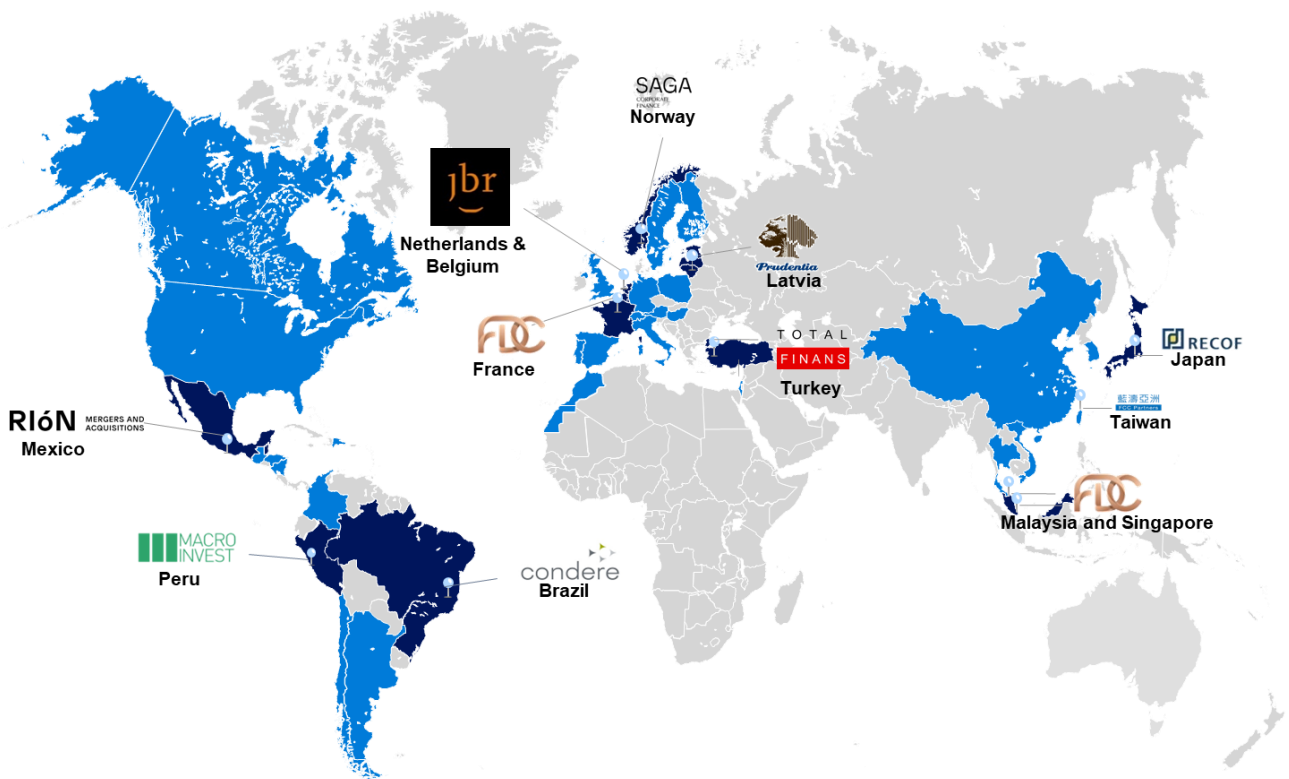 SAGA
CORPORATE
FINANCE
Norway
jbr
Netherlands &
Belgium
Prudentia
Latvia
FDC
France
TOTAL
FINANS
Turkey
RECOF
Japan
藍濤亞洲
FCC Partners
Taiwan
RIóN MERGERS AND
ACQUISITIONS
Mexico
FDC
Malaysia and Singapore
MACRO
INVEST
Peru
condere
Brazil